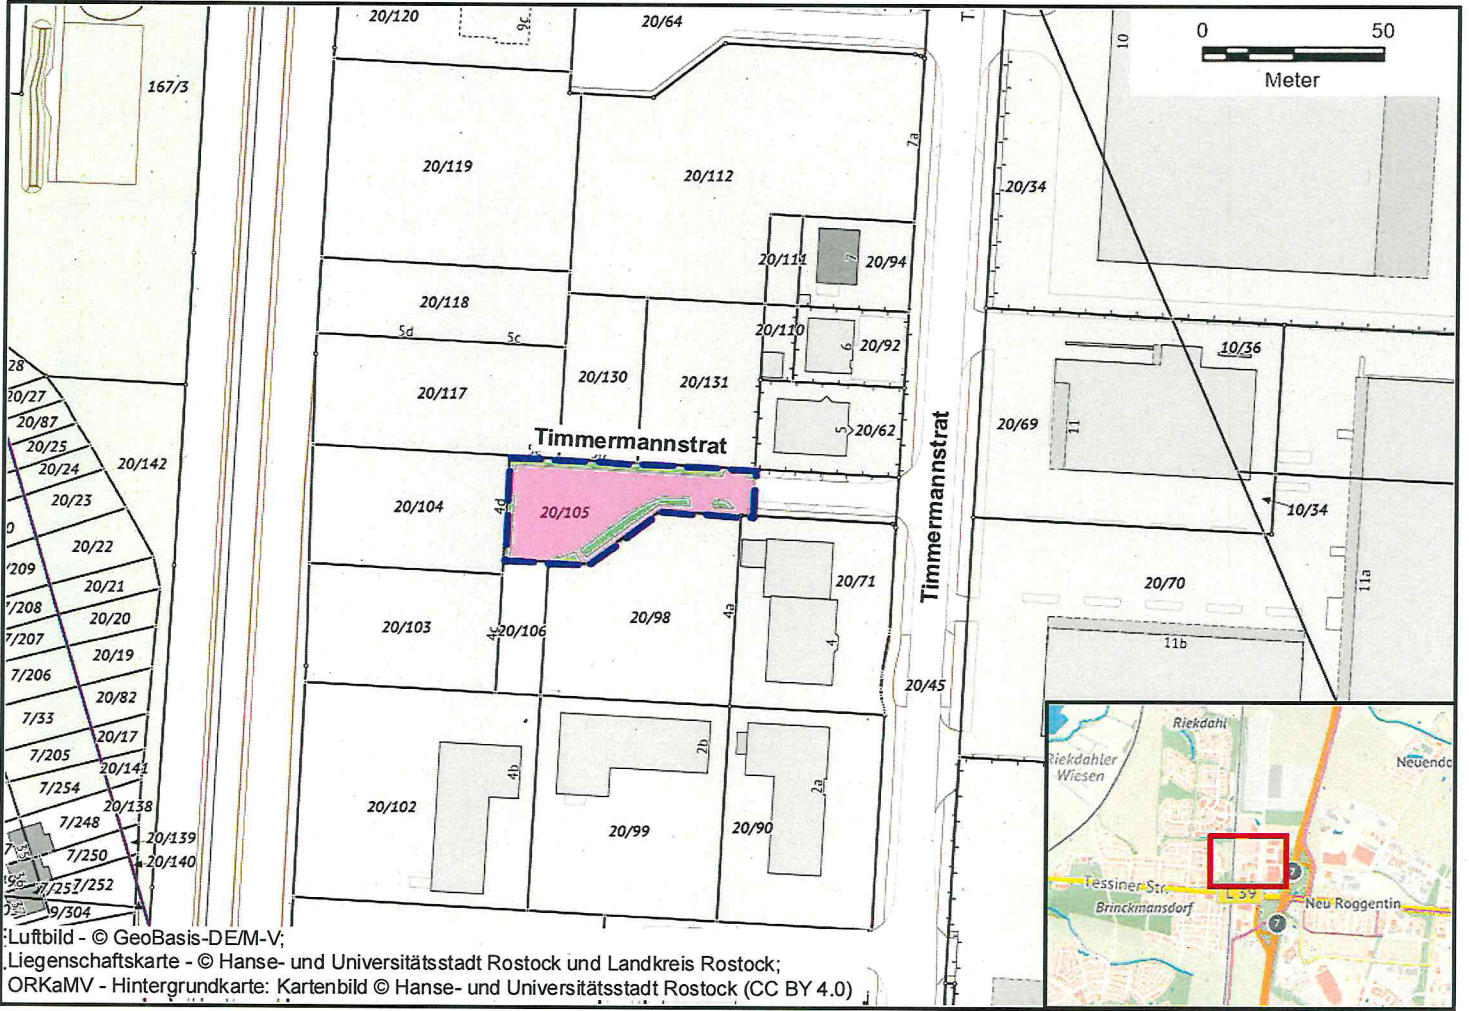 20/120
9c
20/64
T
10
0 50
Meter
167/3
7a
20/119
20/112
20/34
20/111
7
20/94
20/118
5d
5c
20/110
6
20/92
10/36
28
20/27
20/87
20/25
20/24
20/142
20/23
20/117
20/130
20/131
5
20/62
20/69
11
Timmermannstrat
Timmermannstrat
20/104
4d
20/105
10/34
20/22
/209
20/21
7/208
20/20
7/207
20/19
7/206
20/82
7/33
20/17
7/205
20/141
7/254
20/138
7/248
20/139
7/250
20/140
7/252
9/304
35
20/71
20/70
11a
20/103
4c
20/106
20/98
4a
4
11b
20/45
4b
2b
2a
20/102
20/99
20/90
Riekdahl
Riekdahler
Wiesen
Neuendc
7
Tessiner Str.
L 39
Brinckmansdorf
Neu Roggentin
7
Luftbild - © GeoBasis-DE/M-V;
Liegenschaftskarte - © Hanse- und Universitätsstadt Rostock und Landkreis Rostock;
ORKaMV - Hintergrundkarte: Kartenbild © Hanse- und Universitätsstadt Rostock (CC BY 4.0)